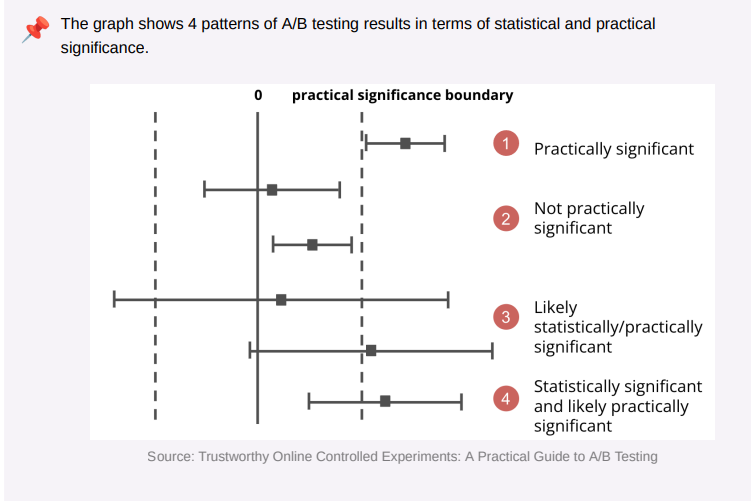 The graph shows 4 patterns of A/B testing results in terms of statistical and practical
significance.
0 practical significance boundary
1 Practically significant
2 Not practically
significant
3 Likely
statistically/practically
significant
4 Statistically significant
and likely practically
significant
Source: Trustworthy Online Controlled Experiments: A Practical Guide to A/B Testing